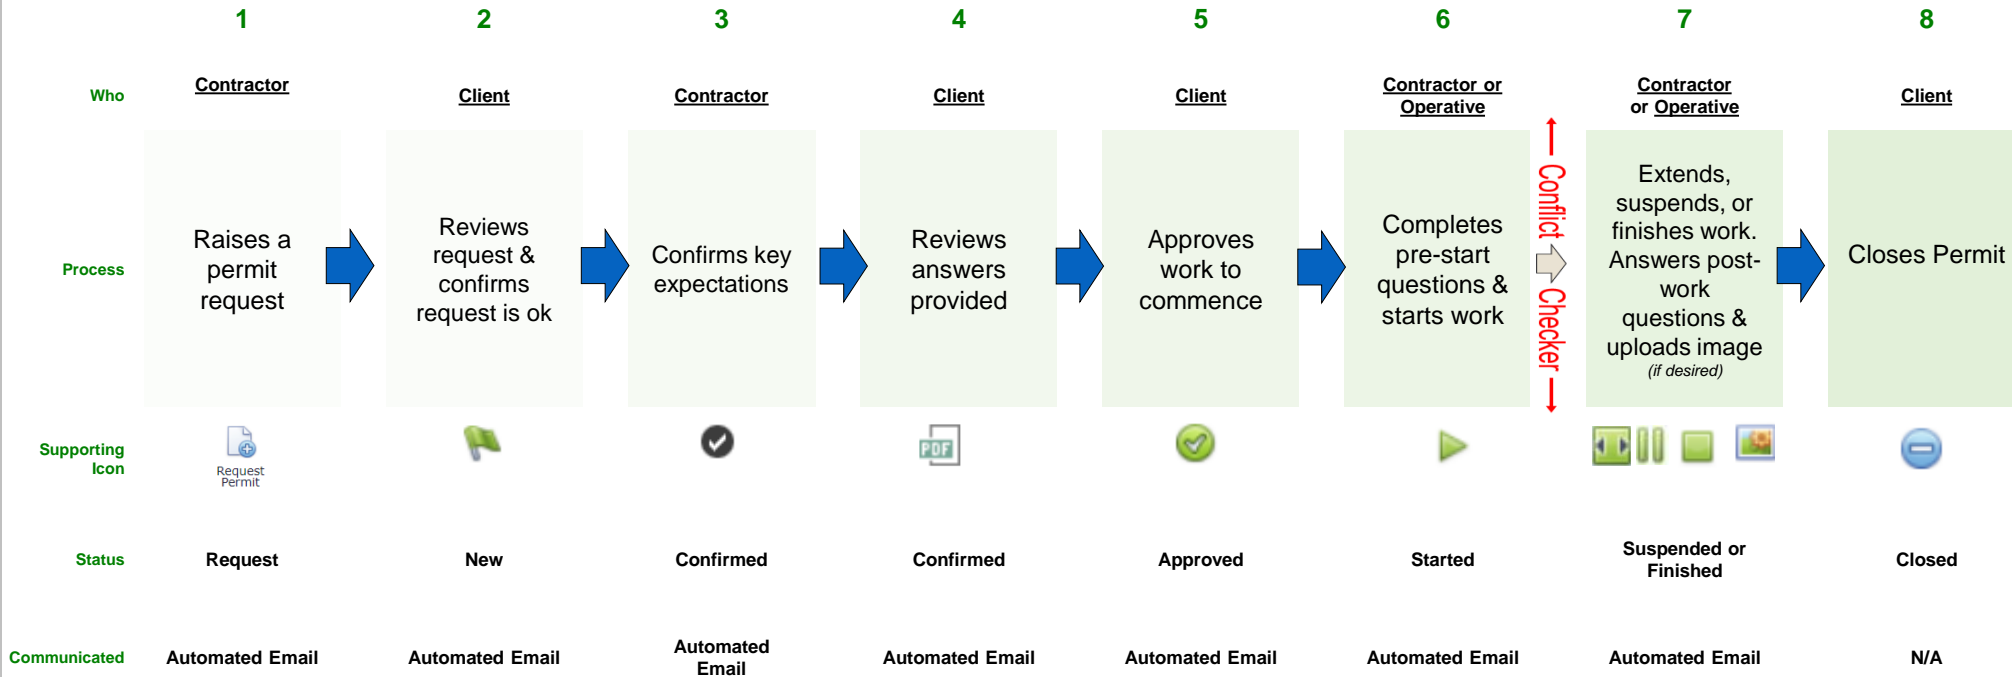 1 2 3 4 5 6 7 8
Who
Contractor
Client
Contractor
Client
Client
Contractor or
Operative
Contractor
or Operative
Client
Process
Raises a
permit
request
Reviews
request &
confirms
request is ok
Confirms key
expectations
Reviews
answers
provided
Approves
work to
commence
Completes
pre-start
questions &
starts work
Conflict Checker
Extends,
suspends, or
finishes work.
Answers post-
work
questions &
uploads image
(if desired)
Closes Permit
Supporting
Icon
Request
Permit
PDF
Status
Request
New
Confirmed
Confirmed
Approved
Started
Suspended or
Finished
Closed
Communicated
Automated Email
Automated Email
Automated
Email
Automated Email
Automated Email
Automated Email
Automated Email
N/A